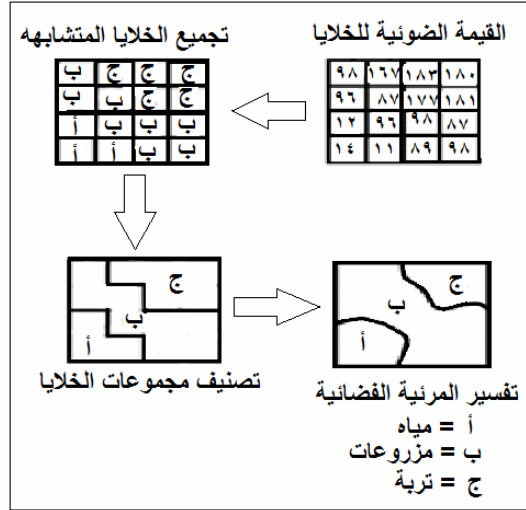 القيمة الضوئية للخلايا
٩٨ ١٦٧ ١٨٣ ١٨٠
٩٦ ٨٧ ١٧٧ ١٨١
١٢ ٩٦ ٩٨ ٨٧
١٤ ١١ ٨٩ ٩٨
تجميع الخلايا المتشابهه
ب ج ج ج
ب ب ج ج
أ ب ب ب
أ أ ب ب
ج
ب
أ
تصنيف مجموعات الخلايا
ج
ب
أ
تفسير المرئية الفضائية
أ = مياه
ب = مزروعات
ج = تربة